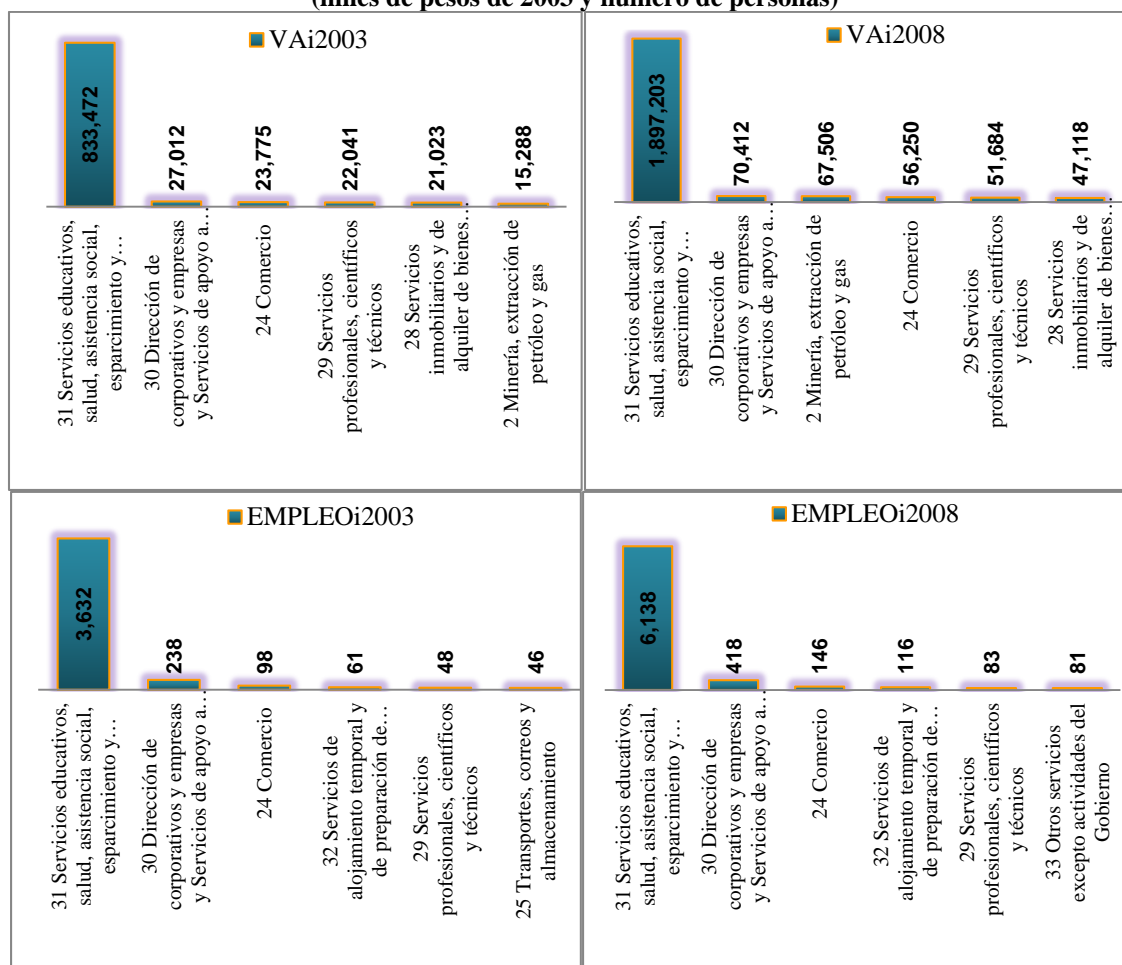 (miles de pesos de 2003 y número de personas)
VAi2003
833,472
27,012
23,775
22,041
21,023
15,288
31 Servicios educativos,
salud, asistencia social,
esparcimiento y…
30 Dirección de
corporativos y empresas
y Servicios de apoyo a…
24 Comercio
29 Servicios
profesionales, científicos
y técnicos
28 Servicios
inmobiliarios y de
alquiler de bienes…
2 Minería, extracción de
petróleo y gas
VAi2008
1,897,203
70,412
67,506
56,250
51,684
47,118
31 Servicios educativos,
salud, asistencia social,
esparcimiento y…
30 Dirección de
corporativos y empresas
y Servicios de apoyo a…
2 Minería, extracción de
petróleo y gas
24 Comercio
29 Servicios
profesionales, científicos
y técnicos
28 Servicios
inmobiliarios y de
alquiler de bienes…
EMPLEOi2003
3,632
238
98
61
48
46
31 Servicios educativos,
salud, asistencia social,
esparcimiento y…
30 Dirección de
corporativos y empresas
y Servicios de apoyo a…
24 Comercio
32 Servicios de
alojamiento temporal y
de preparación de…
29 Servicios
profesionales, científicos
y técnicos
25 Transportes, correos y
almacenamiento
EMPLEOi2008
6,138
418
146
116
83
81
31 Servicios educativos,
salud, asistencia social,
esparcimiento y…
30 Dirección de
corporativos y empresas
y Servicios de apoyo a…
24 Comercio
32 Servicios de
alojamiento temporal y
de preparación de…
29 Servicios
profesionales, científicos
y técnicos
33 Otros servicios
excepto actividades del
Gobierno